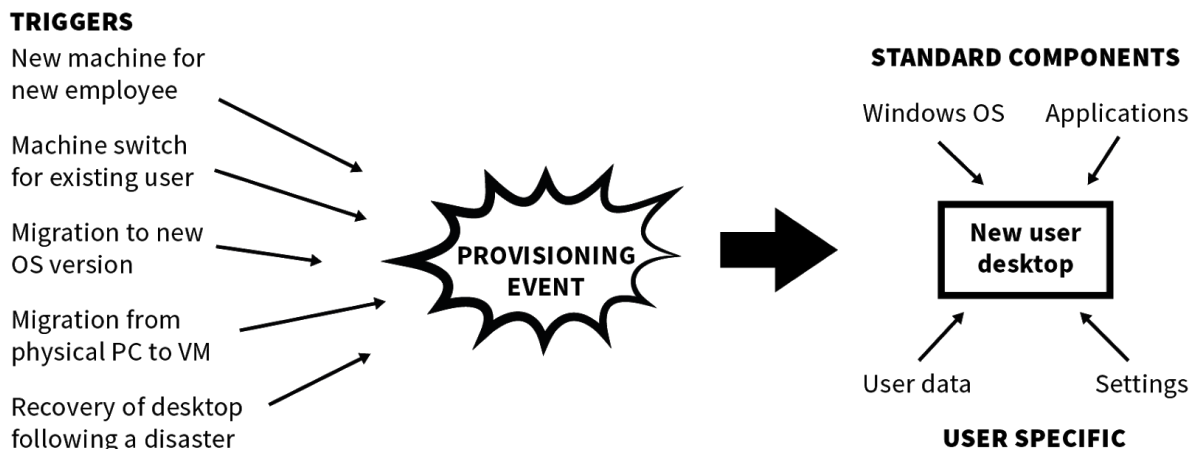 TRIGGERS
New machine for
new employee
Machine switch
for existing user
Migration to new
OS version
Migration from
physical PC to VM
Recovery of desktop
following a disaster
PROVISIONING
EVENT
STANDARD COMPONENTS
Windows OS
Applications
New user
desktop
User data
Settings
USER SPECIFIC